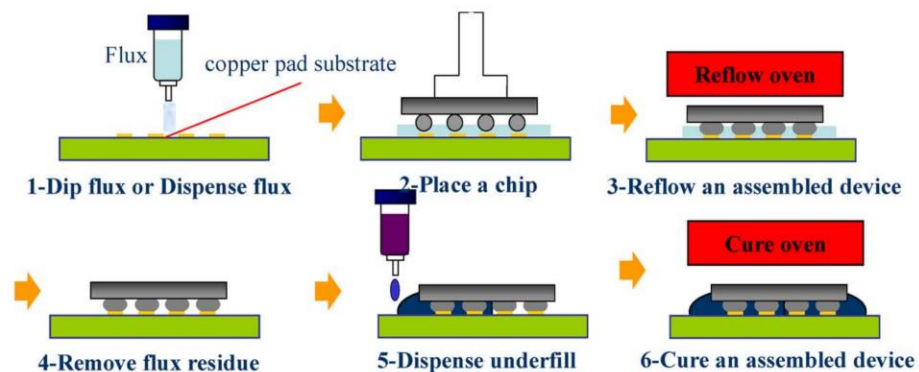 Flux
copper pad substrate
1-Dip flux or Dispense flux
2-Place a chip
Reflow oven
3-Reflow an assembled device
4-Remove flux residue
5-Dispense underfill
Cure oven
6-Cure an assembled device